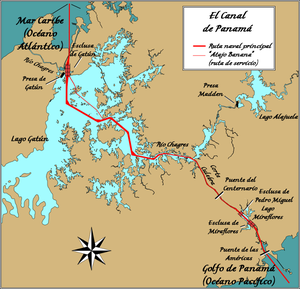 El Canal
de Panamá
Ruta naval principal
"Atajo Banana"
(ruta de servicio)
Mar Caribe
(Océano
Atlántico)
Esclusa
de Gatún
Río Chagres
Presa de
Gatún
Lago Gatún
Presa
Madden
Lago Alajuela
Río Chagres
Corte
Culebra
Puente del
Centenario
Esclusa de
Pedro Miguel
Lago
Miraflores
Esclusa de
Miraflores
Puente de las
Américas
Golfo de Panamá
(Océano Pacífico)